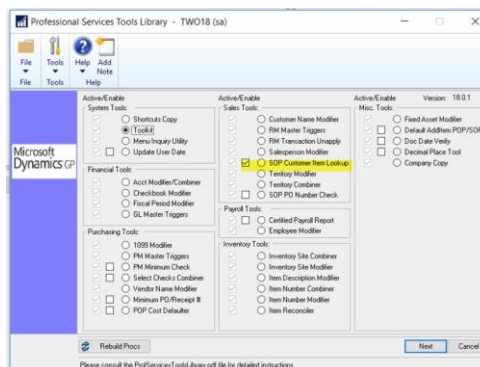 Professional Services Tools Library - TWO18 (sa)
File
Tools
Help
Add Note
File
Tools
Help
Microsoft
Dynamics GP
Active/Enable
System Tools:
Shortcuts Copy
Toolkit
Menu Inquiry Utility
Update User Date
Financial Tools:
Acct Modifier/Combiner
Checkbook Modifier
Fiscal Period Modifier
GL Master Triggers
Purchasing Tools:
1099 Modifier
PM Master Triggers
PM Minimum Check
Select Checks Combiner
Vendor Name Modifier
Minimum PO/Receipt #
POP Cost Defaulter
Active/Enable
Sales Tools:
Customer Name Modifier
RM Master Triggers
RM Transaction Unapply
Salesperson Modifier
SOP Customer Item Lookup
Territory Modifier
Territory Combiner
SOP PO Number Check
Payroll Tools:
Certified Payroll Report
Employee Modifier
Inventory Tools:
Inventory Site Combiner
Inventory Site Modifier
Item Description Modifier
Item Number Combiner
Item Number Modifier
Item Reconciler
Active/Enable
Version: 18.0.1
Misc. Tools:
Fixed Asset Modifier
Default AddItem POP/SOP
Doc Date Verify
Decimal Place Tool
Company Copy
Rebuild Procs
Next
Cancel
Please consult the ProfServicesToolsLibrary.pdf file for detailed instructions.